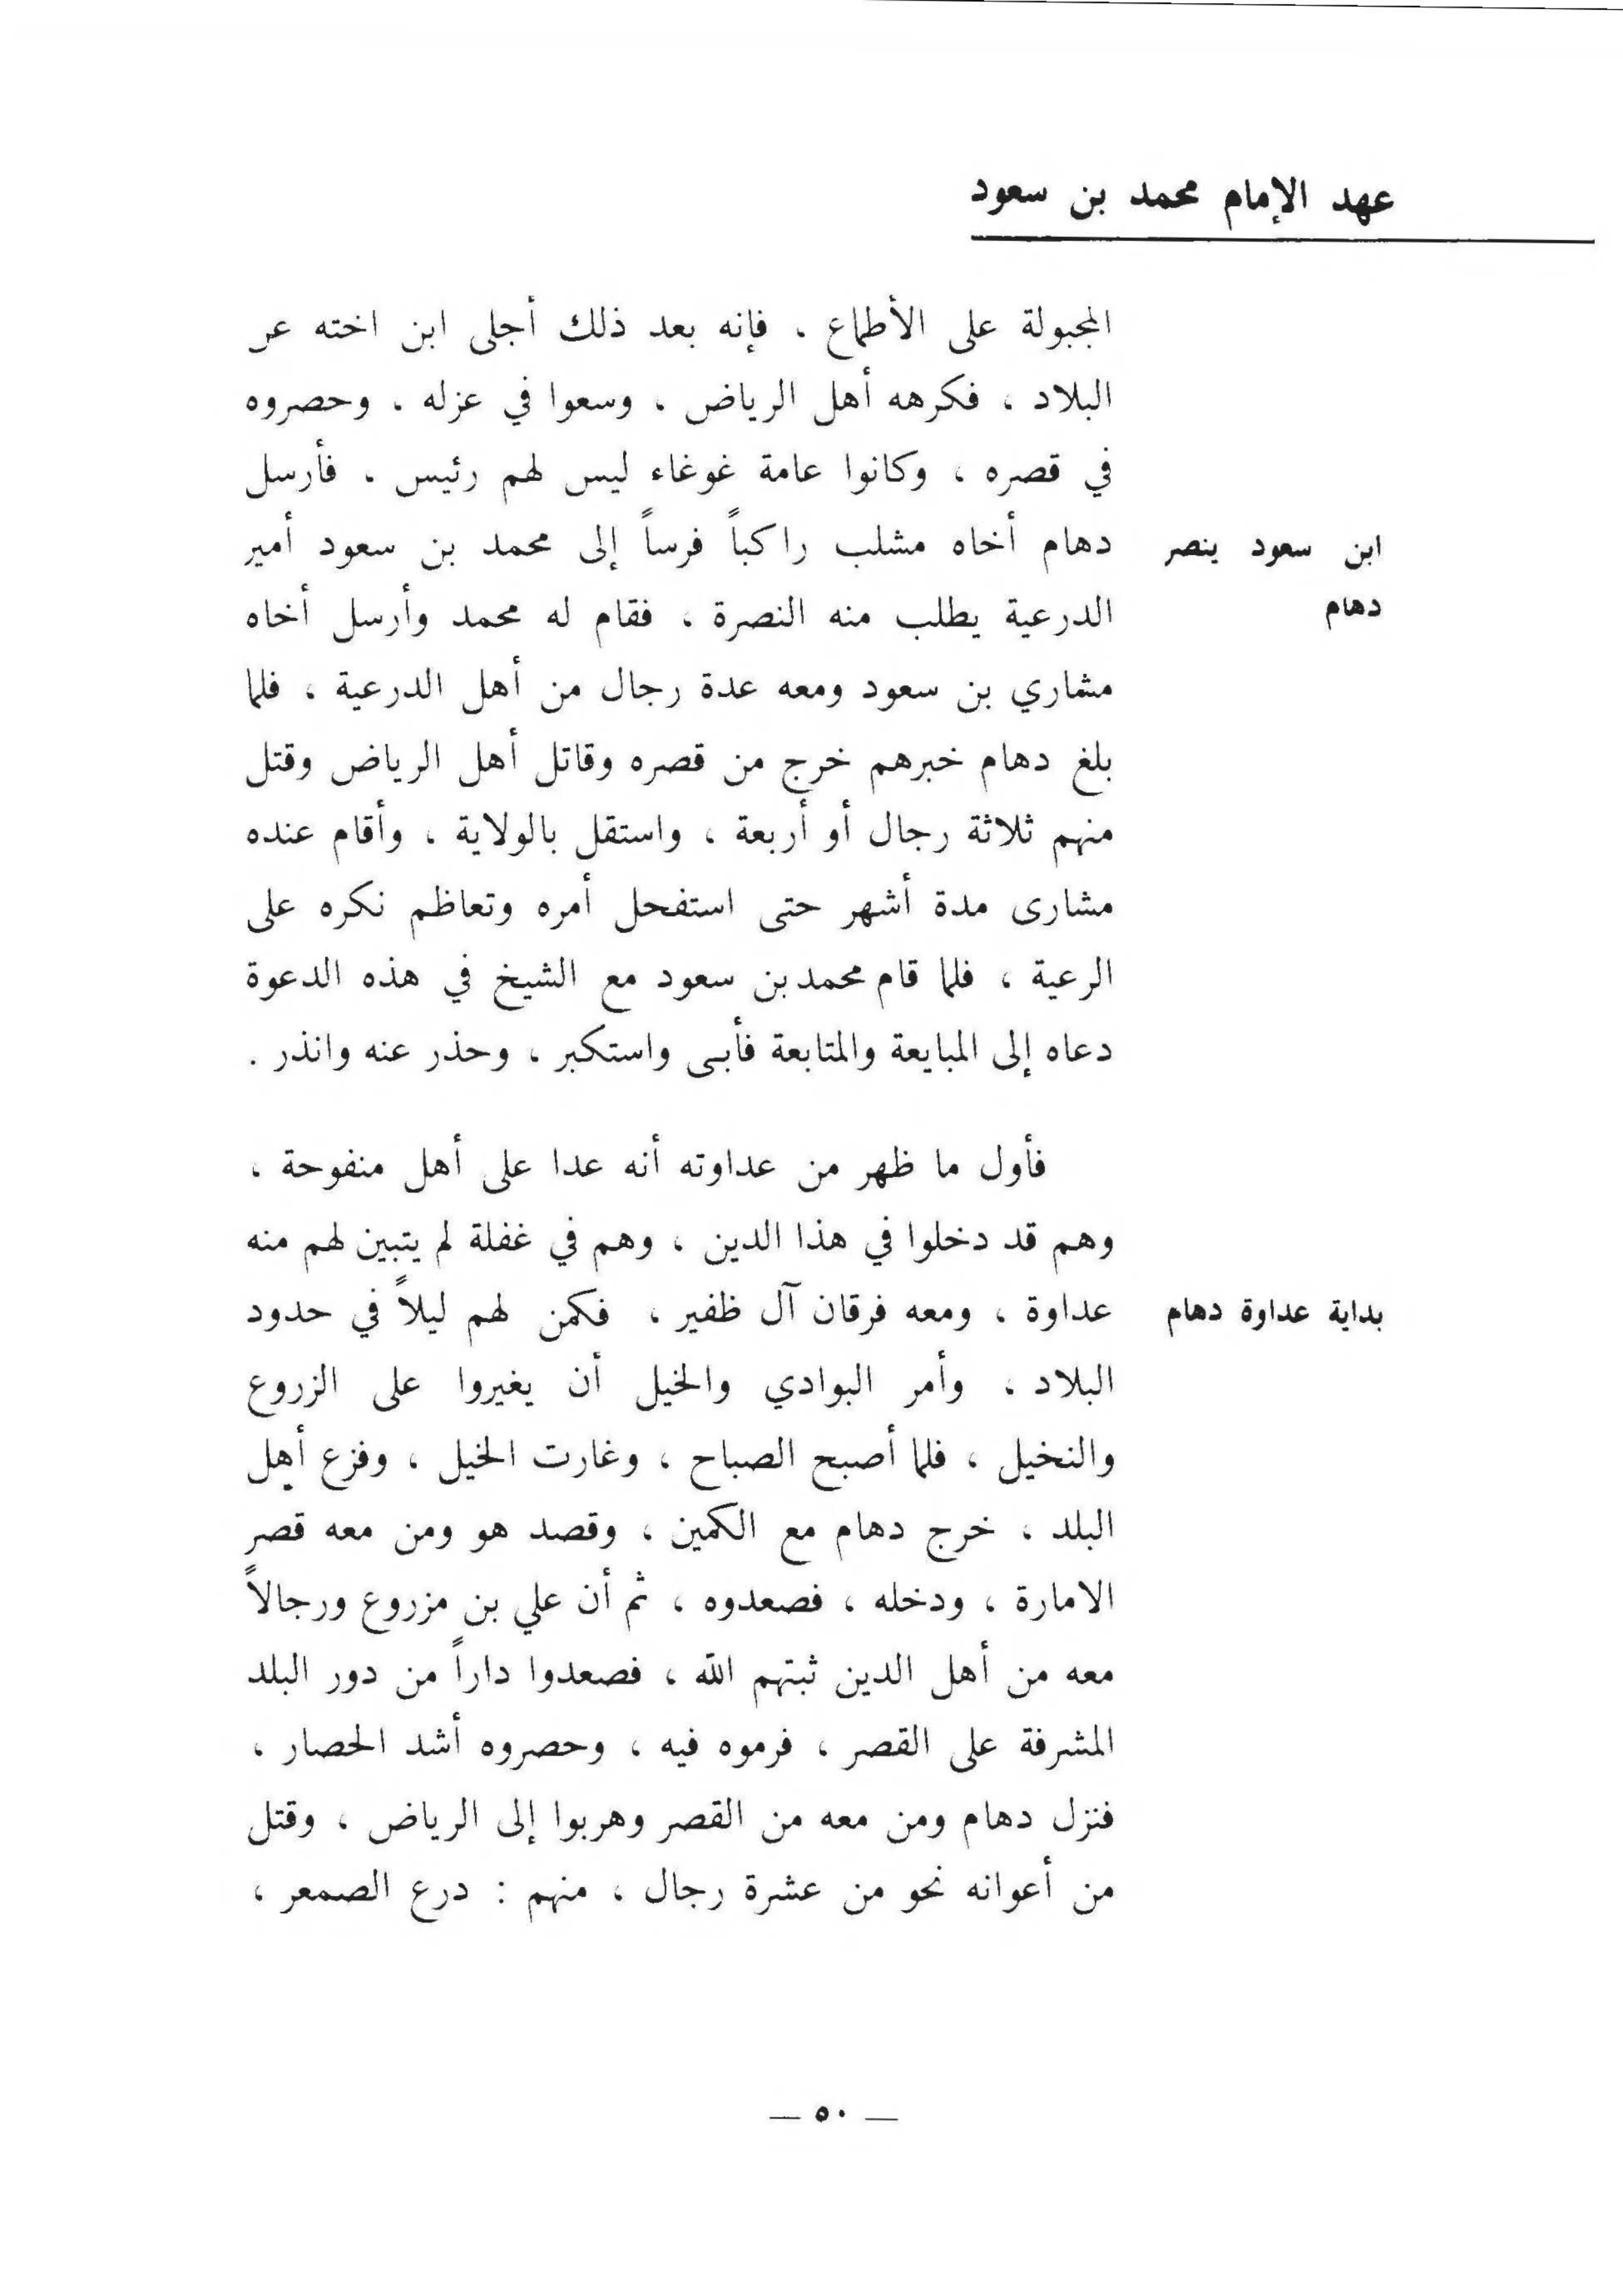 عهد الإمام محمد بن سعود
المجبولة على الأطماع ، فإنه بعد ذلك أجلى ابن اخته عن
البلاد ، فكرهه أهل الرياض ، وسعوا في عزله ، وحصروه
في قصره ، وكانوا عامة غوغاء ليس لهم رئيس ، فأرسل
ابن سعود ينصر
دهام
دهام أخاه مشلب راكباً فرساً إلى محمد بن سعود أمير
الدرعية يطلب منه النصرة ، فقام له محمد وأرسل أخاه
مشاري بن سعود ومعه عدة رجال من أهل الدرعية ، فلما
بلغ دهام خبرهم خرج من قصره وقاتل أهل الرياض وقتل
منهم ثلاثة رجال أو أربعة ، واستقل بالولاية ، وأقام عنده
مشارى مدة أشهر حتى استفحل أمره وتعاظم نكره على
الرعية ، فلما قام محمد بن سعود مع الشيخ في هذه الدعوة
دعاه إلى المبايعة والمتابعة فأبى واستكبر ، وحذر عنه وانذر .
فأول ما ظهر من عداوته أنه عدا على أهل منفوحة ،
وهم قد دخلوا في هذا الدين ، وهم في غفلة لم يتبين لهم منه
بداية عداوة دهام
عداوة ، ومعه فرقان آل ظفير ، فكمن لهم ليلاً في حدود
البلاد ، وأمر البوادي والخيل أن يغيروا على الزروع
والنخيل ، فلما أصبح الصباح ، وغارت الخيل ، وفزع أهل
البلد ، خرج دهام مع الكمين ، وقصد هو ومن معه قصر
الامارة ، ودخله ، فصعدوه ، ثم أن علي بن مزروع ورجالاً
معه من أهل الدين ثبتهم الله ، فصعدوا داراً من دور البلد
المشرفة على القصر ، فرموه فيه ، وحصروه أشد الحصار ،
فنزل دهام ومن معه من القصر وهربوا إلى الرياض ، وقتل
من أعوانه نحو من عشرة رجال ، منهم : درع الصمعر ،
— ٥٠ —